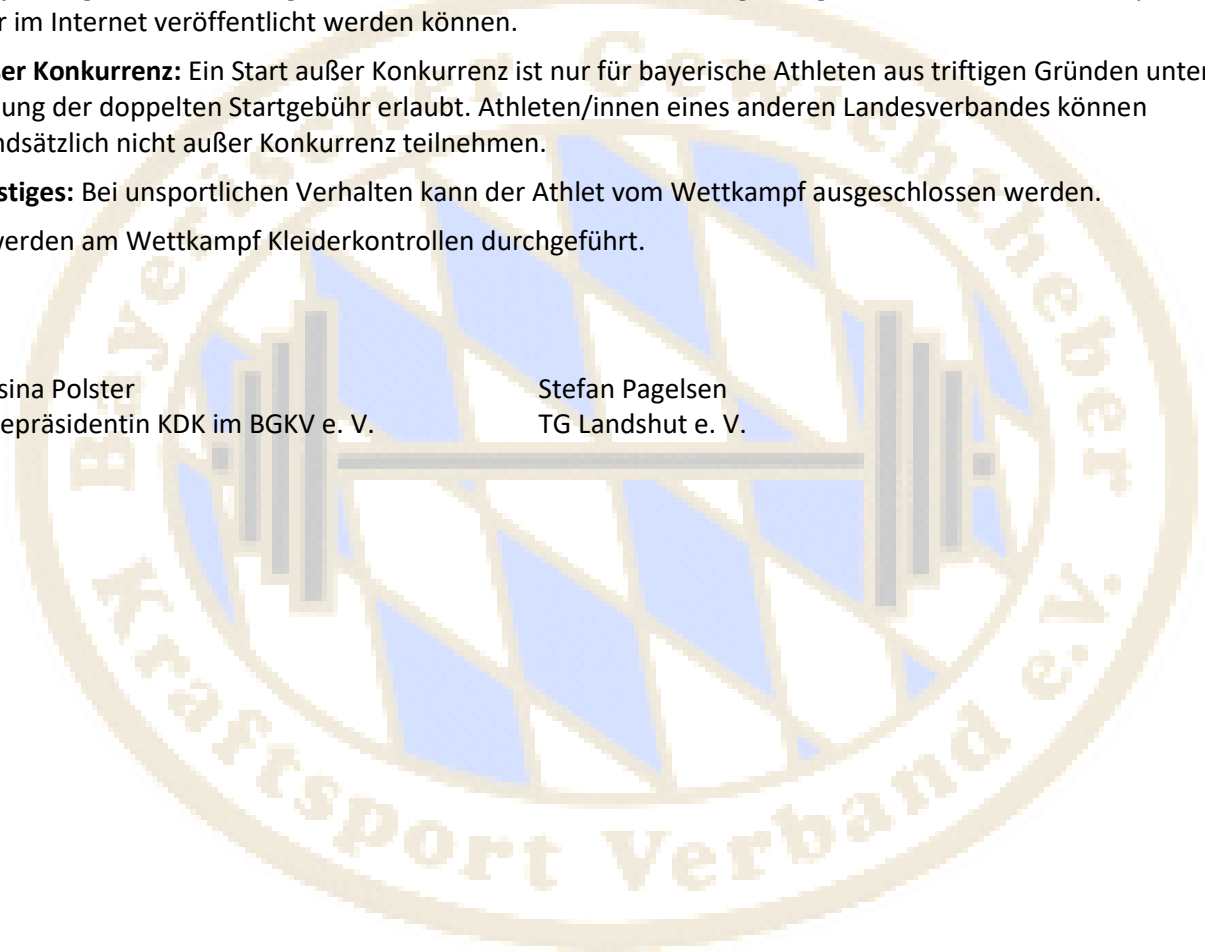 r im Internet veröffentlicht werden können.
er Konkurrenz: Ein Start außer Konkurrenz ist nur für bayerische Athleten aus triftigen Gründen unter
ung der doppelten Startgebühr erlaubt. Athleten/innen eines anderen Landesverbandes können
ndsätzlich nicht außer Konkurrenz teilnehmen.
stiges: Bei unsportlichen Verhalten kann der Athlet vom Wettkampf ausgeschlossen werden.
werden am Wettkampf Kleiderkontrollen durchgeführt.
sina Polster
Stefan Pagelsen
epräsidentin KDK im BGKV e. V.
TG Landshut e. V.
Bayerischer Gewichtheber
Kraftsport Verband e.V.